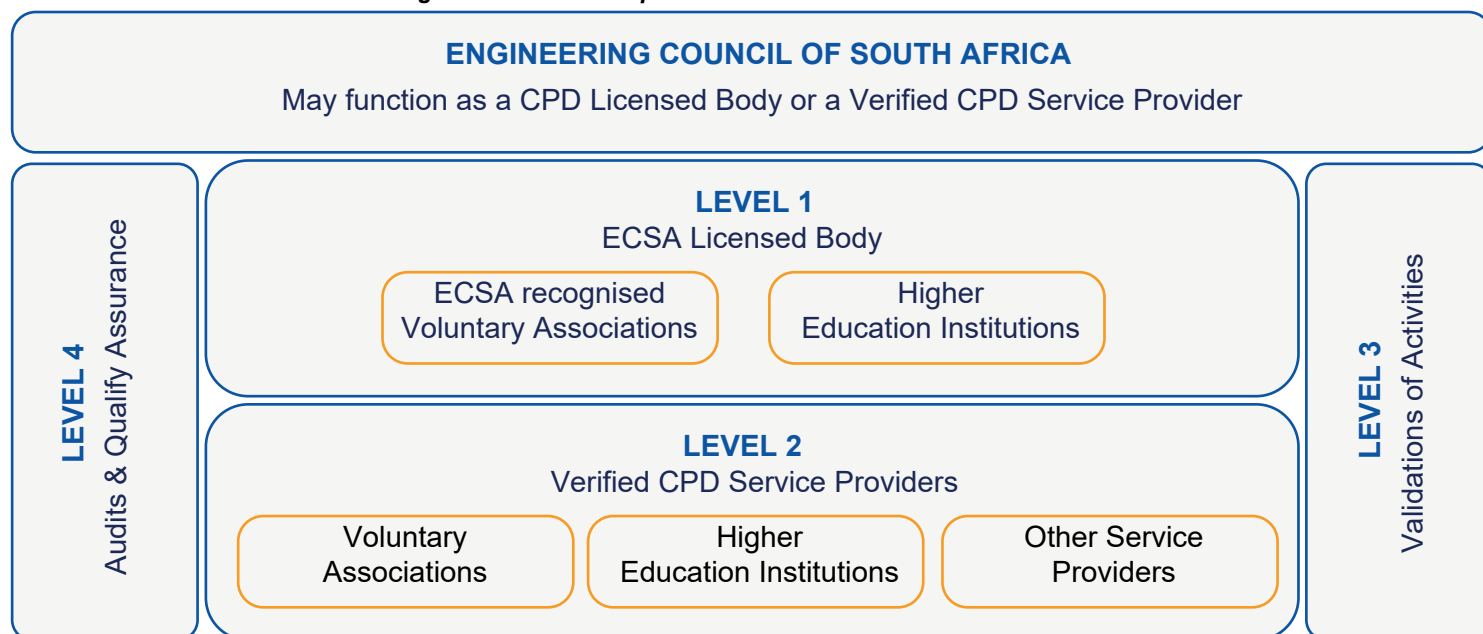 ENGINEERING COUNCIL OF SOUTH AFRICA
May function as a CPD Licensed Body or a Verified CPD Service Provider
LEVEL 4
Audits & Qualify Assurance
LEVEL 1
ECSA Licensed Body
ECSA recognised
Voluntary Associations
Higher
Education Institutions
LEVEL 2
Verified CPD Service Providers
Voluntary
Associations
Higher
Education Institutions
Other Service
Providers
LEVEL 3
Validations of Activities